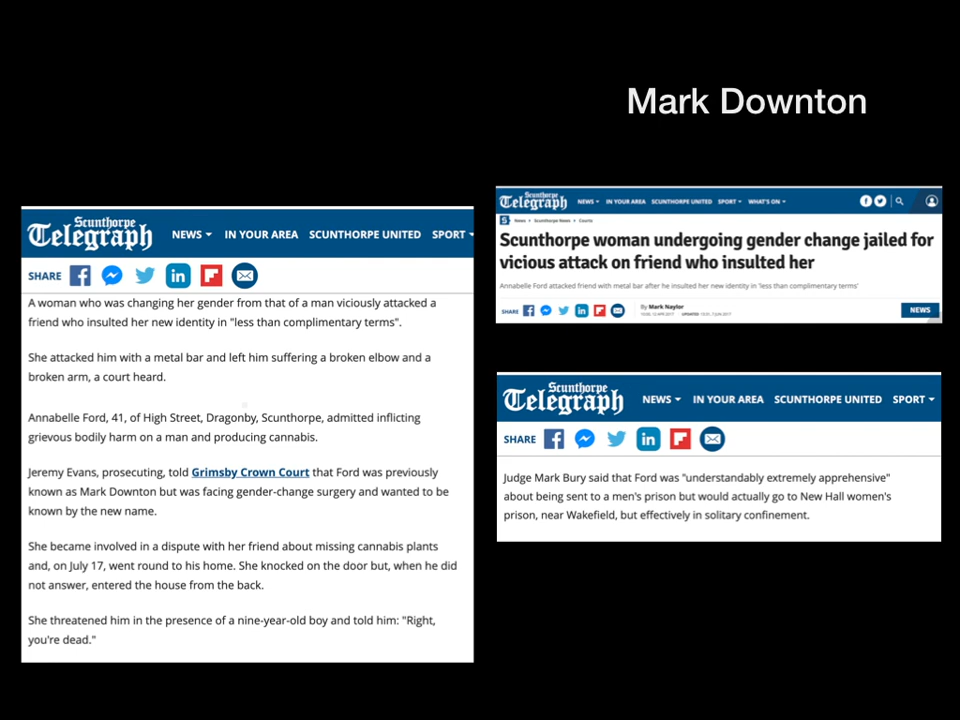 Mark Downton
Scunthorpe
Telegraph
NEWS
IN YOUR AREA
SCUNTHORPE UNITED
SPORT
SHARE
A woman who was changing her gender from that of a man viciously attacked a
friend who insulted her new identity in "less than complimentary terms".
She attacked him with a metal bar and left him suffering a broken elbow and a
broken arm, a court heard.
Annabelle Ford, 41, of High Street, Dragonby, Scunthorpe, admitted inflicting
grievous bodily harm on a man and producing cannabis.
Jeremy Evans, prosecuting, told Grimsby Crown Court that Ford was previously
known as Mark Downton but was facing gender-change surgery and wanted to be
known by the new name.
She became involved in a dispute with her friend about missing cannabis plants
and, on July 17, went round to his home. She knocked on the door but, when he did
not answer, entered the house from the back.
She threatened him in the presence of a nine-year-old boy and told him: "Right,
you're dead."
Scunthorpe
Telegraph
NEWS
IN YOUR AREA
SCUNTHORPE UNITED
SPORT
WHAT'S ON
News
Scunthorpe News
Courts
Scunthorpe woman undergoing gender change jailed for
vicious attack on friend who insulted her
Annabelle Ford attacked friend with metal bar after he insulted her new identity in 'less than complimentary terms'
SHARE
By Mark Naylor
NEWS
Scunthorpe
Telegraph
NEWS
IN YOUR AREA
SCUNTHORPE UNITED
SPORT
SHARE
Judge Mark Bury said that Ford was "understandably extremely apprehensive"
about being sent to a men's prison but would actually go to New Hall women's
prison, near Wakefield, but effectively in solitary confinement.